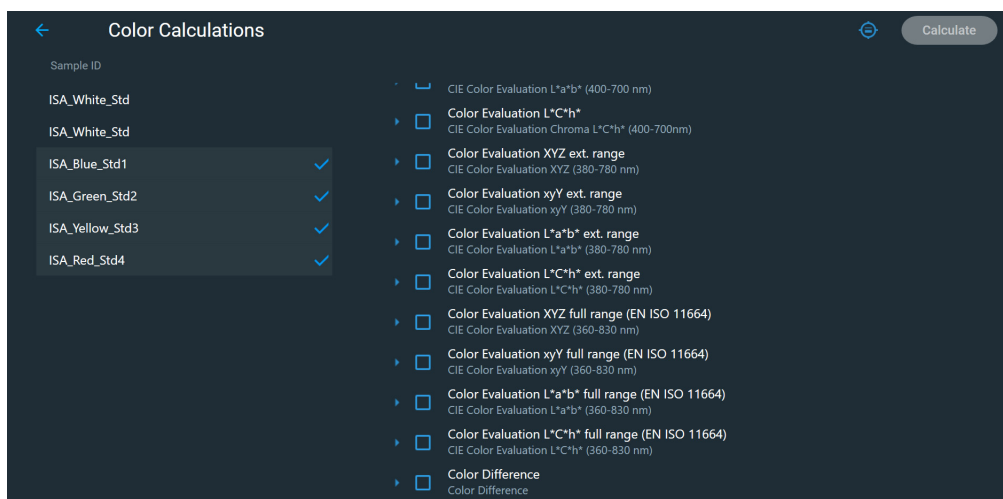 Color Calculations
Calculate
Sample ID
ISA_White_Std
ISA_White_Std
ISA_Blue_Std1
ISA_Green_Std2
ISA_Yellow_Std3
ISA_Red_Std4
CIE Color Evaluation L*a*b* (400-700 nm)
Color Evaluation L*C*h*
CIE Color Evaluation Chroma L*C*h* (400-700nm)
Color Evaluation XYZ ext. range
CIE Color Evaluation XYZ (380-780 nm)
Color Evaluation xyY ext. range
CIE Color Evaluation xyY (380-780 nm)
Color Evaluation L*a*b* ext. range
CIE Color Evaluation L*a*b* (380-780 nm)
Color Evaluation L*C*h* ext. range
CIE Color Evaluation L*C*h* (380-780 nm)
Color Evaluation XYZ full range (EN ISO 11664)
CIE Color Evaluation XYZ (360-830 nm)
Color Evaluation xyY full range (EN ISO 11664)
CIE Color Evaluation xyY (360-830 nm)
Color Evaluation L*a*b* full range (EN ISO 11664)
CIE Color Evaluation L*a*b* (360-830 nm)
Color Evaluation L*C*h* full range (EN ISO 11664)
CIE Color Evaluation L*C*h* (360-830 nm)
Color Difference
Color Difference